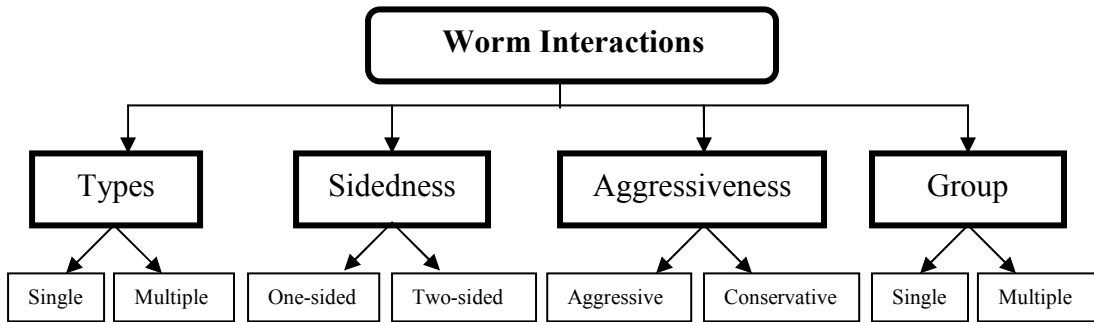 Worm Interactions
Types
Sidedness
Aggressiveness
Group
Single
Multiple
One-sided
Two-sided
Aggressive
Conservative
Single
Multiple